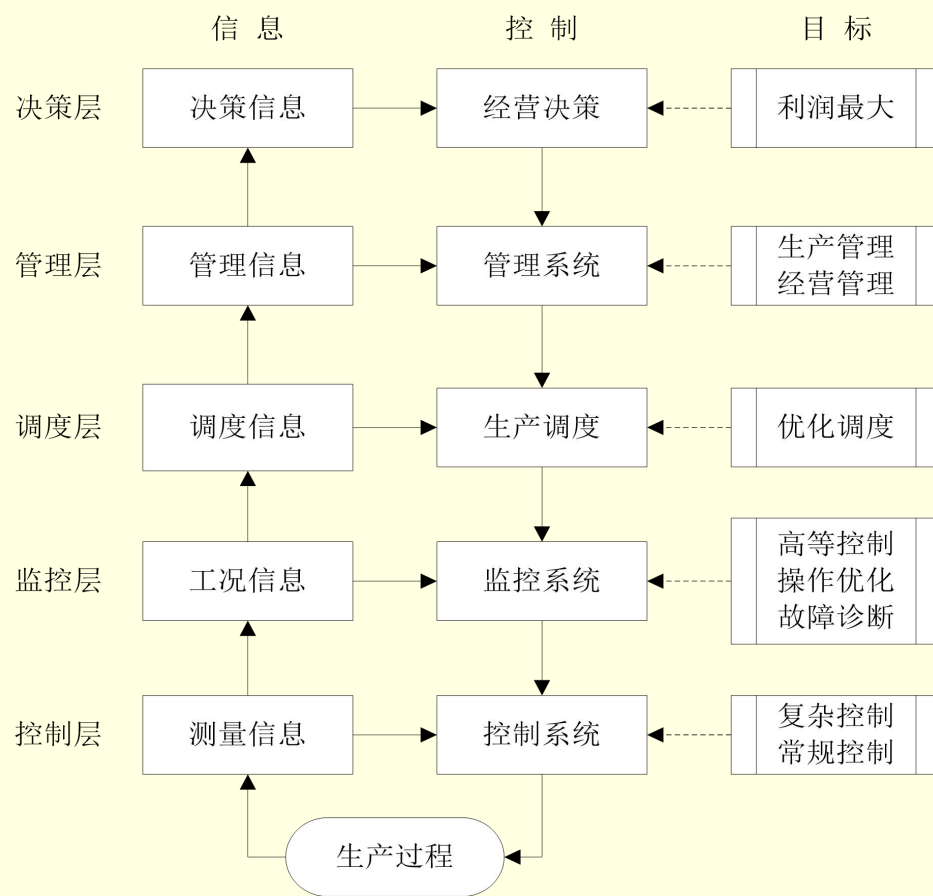 信 息
控 制
目 标
决策层
决策信息
经营决策
利润最大
管理层
管理信息
管理系统
生产管理
经营管理
调度层
调度信息
生产调度
优化调度
监控层
工况信息
监控系统
高等控制
操作优化
故障诊断
控制层
测量信息
控制系统
复杂控制
常规控制
生产过程